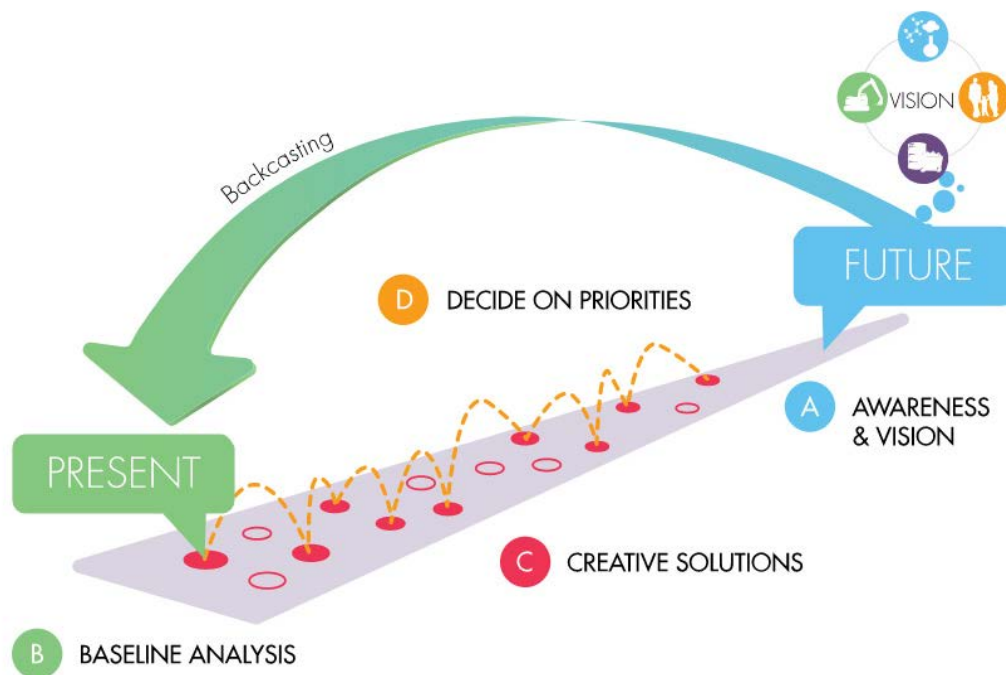 VISION
Backcasting
FUTURE
D DECIDE ON PRIORITIES
A AWARENESS
& VISION
PRESENT
C CREATIVE SOLUTIONS
B BASELINE ANALYSIS